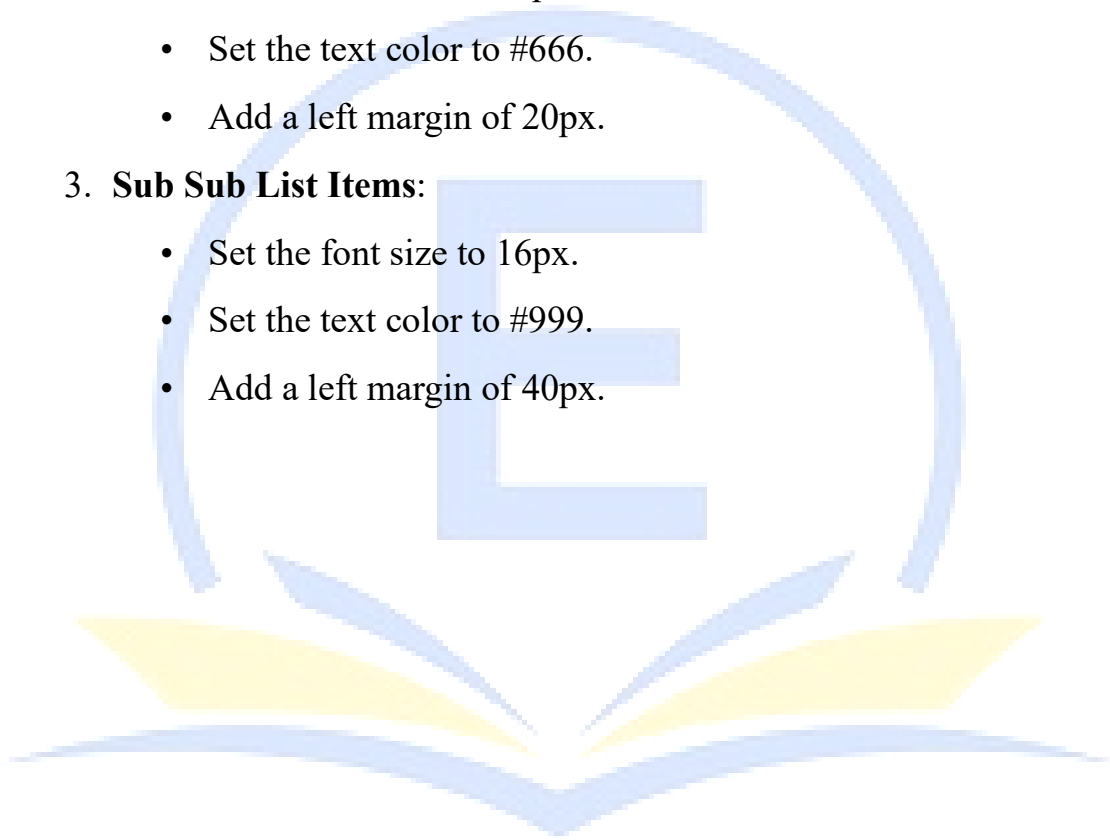 • Set the text color to #666.
• Add a left margin of 20px.
3. Sub Sub List Items:
• Set the font size to 16px.
• Set the text color to #999.
• Add a left margin of 40px.
E